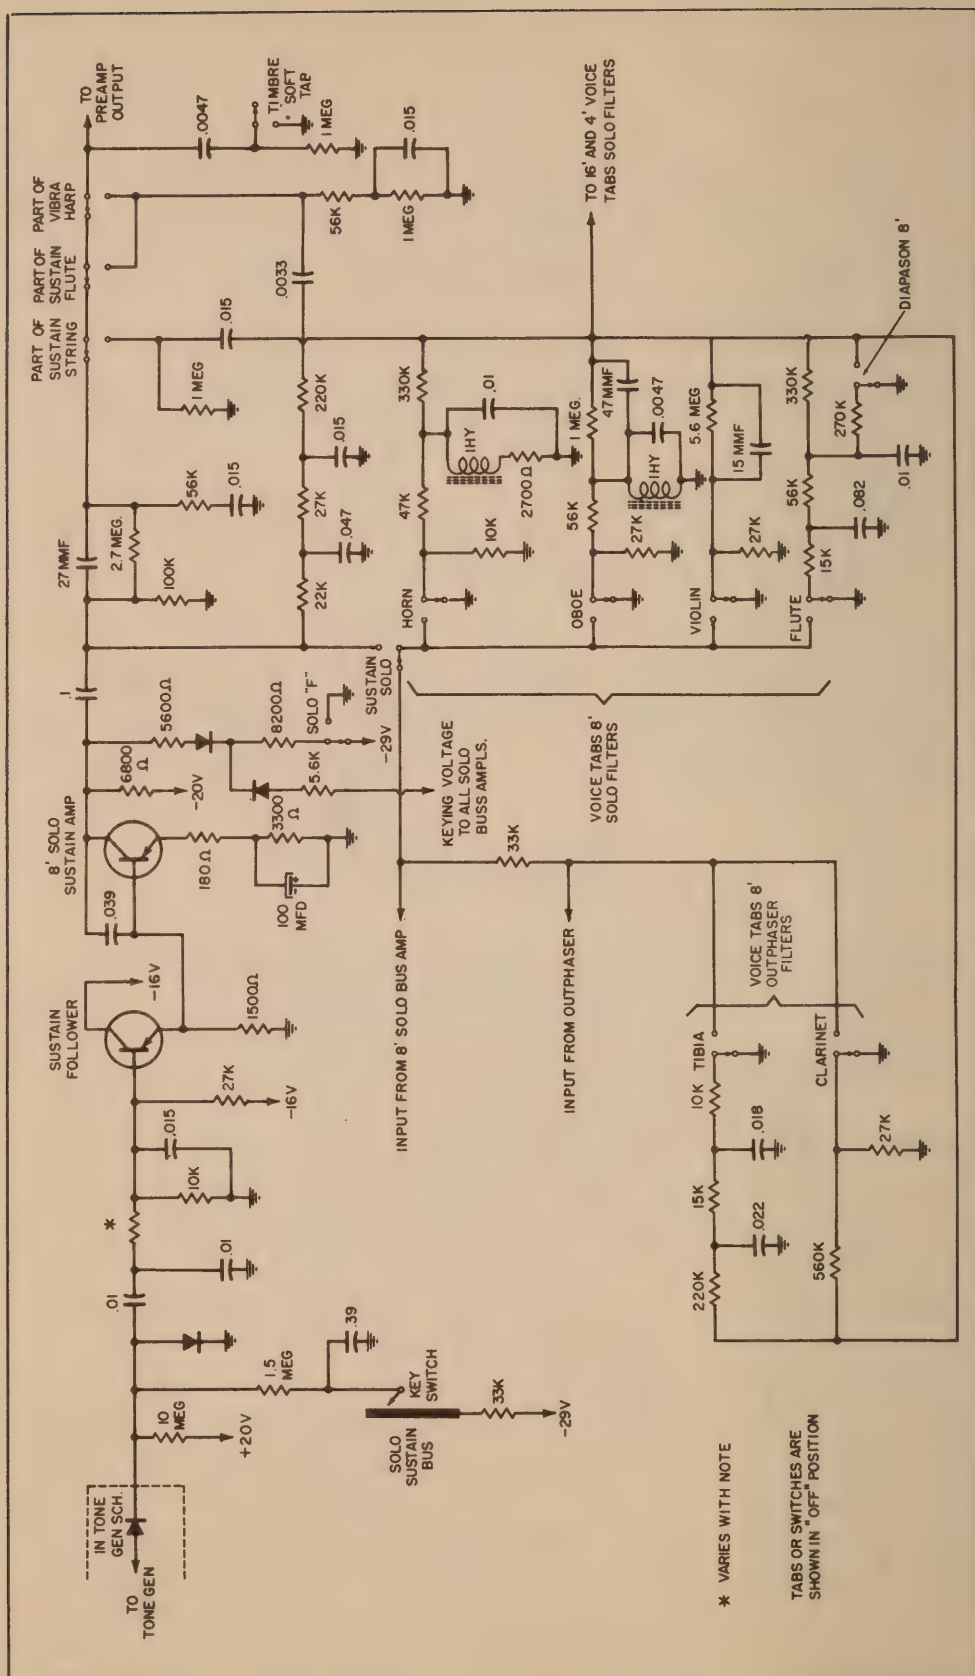 TO
TONE GEN
IN TONE
GEN SCH.
10
MEG
+20V
1.5
MEG
.39
KEY
SWITCH
SOLO
SUSTAIN
BUS
33K
-29V
.01
.01
*
10K
.015
27K
-16V
SUSTAIN
FOLLOWER
-16V
1500Ω
.039
8' SOLO
SUSTAIN AMP
180Ω
100
MFD
3300
Ω
6800
Ω
-20V
5600Ω
5.6K
8200Ω
SOLO "F"
-29V
KEYING VOLTAGE
TO ALL SOLO
BUSS AMPLS.
.1
SUSTAIN
SOLO
27MMF
2.7 MEG.
100K
56K
.015
1 MEG
.015
PART OF
SUSTAIN
STRING
PART OF
SUSTAIN
FLUTE
PART OF
VIBRA
HARP
TO
PREAMP
OUTPUT
.0047
TIMBRE
"SOFT
TAB
1 MEG
56K
1 MEG
.015
.0033
22K
.047
27K
.015
220K
HORN
10K
47K
1HY
2700Ω
.01
330K
OBOE
27K
56K
1HY
.0047
47MMF
1 MEG.
TO 16' AND 4' VOICE
TABS SOLO FILTERS
VIOLIN
27K
5.6 MEG
15 MMF
FLUTE
15K
.082
56K
.01
270K
330K
DIAPASON 8'
VOICE TABS 8'
SOLO FILTERS
INPUT FROM 8' SOLO BUS AMP
33K
INPUT FROM OUTPHASER
VOICE TABS 8'
OUTPHASER
FILTERS
TIBIA
10K
.018
15K
.022
220K
CLARINET
27K
560K
* VARIES WITH NOTE
TABS OR SWITCHES ARE
SHOWN IN "OFF" POSITION